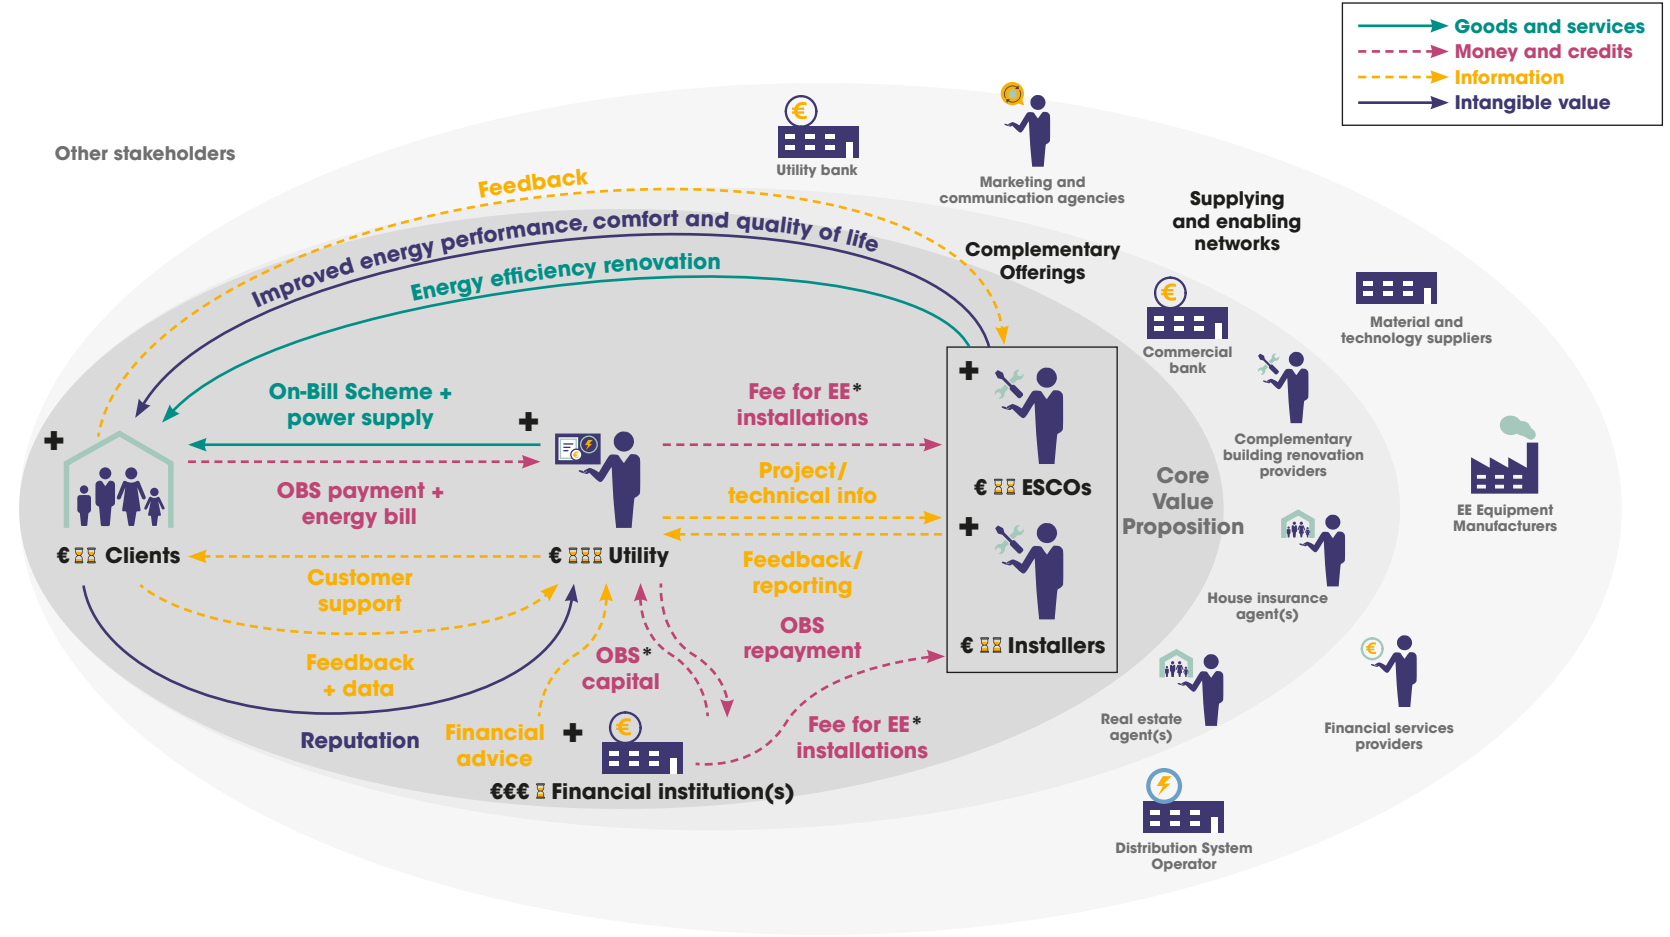 Goods and services
Money and credits
Information
Intangible value
Other stakeholders
Utility bank
Marketing and
communication agencies
Supplying
and enabling
networks
Feedback
Improved energy performance, comfort and quality of life
Energy efficiency renovation
Complementary
Offerings
Commercial
bank
Material and
technology suppliers
On-Bill Scheme +
power supply
Fee for EE*
installations
Complementary
building renovation
providers
OBS payment +
energy bill
Project/
technical info
€ ESCOs
Core
Value
Proposition
EE Equipment
Manufacturers
€ Clients
€ Utility
Customer
support
Feedback/
reporting
House insurance
agent(s)
OBS
repayment
€ Installers
OBS*
capital
Feedback
+ data
Reputation
Financial
advice
€
Fee for EE*
installations
€€€ Financial institution(s)
Real estate
agent(s)
Financial services
providers
Distribution System
Operator